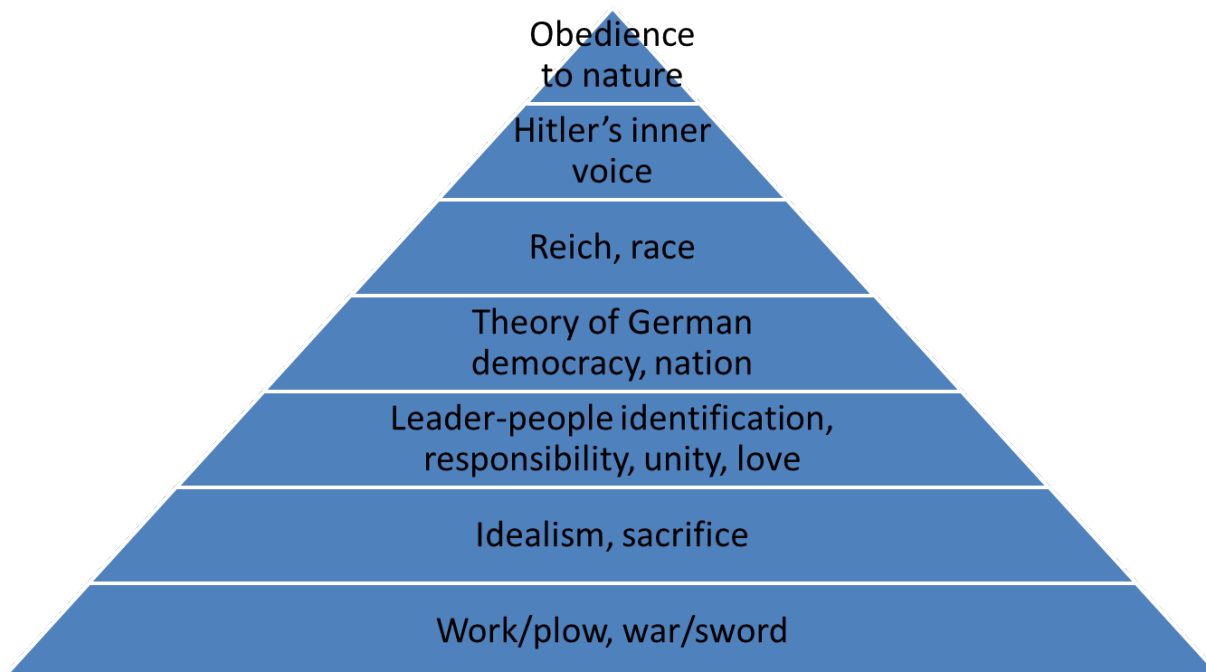 Obedience
to nature
Hitler’s inner
voice
Reich, race
Theory of German
democracy, nation
Leader-people identification,
responsibility, unity, love
Idealism, sacrifice
Work/plow, war/sword